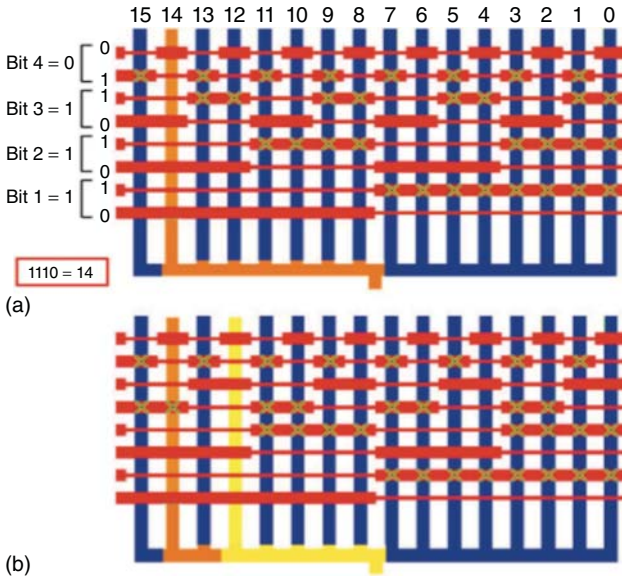 15 14 13 12 11 10 9 8 7 6 5 4 3 2 1 0
Bit 4 = 0
0
1
Bit 3 = 1
1
0
Bit 2 = 1
1
0
Bit 1 = 1
1
0
1110 = 14
(a)
(b)